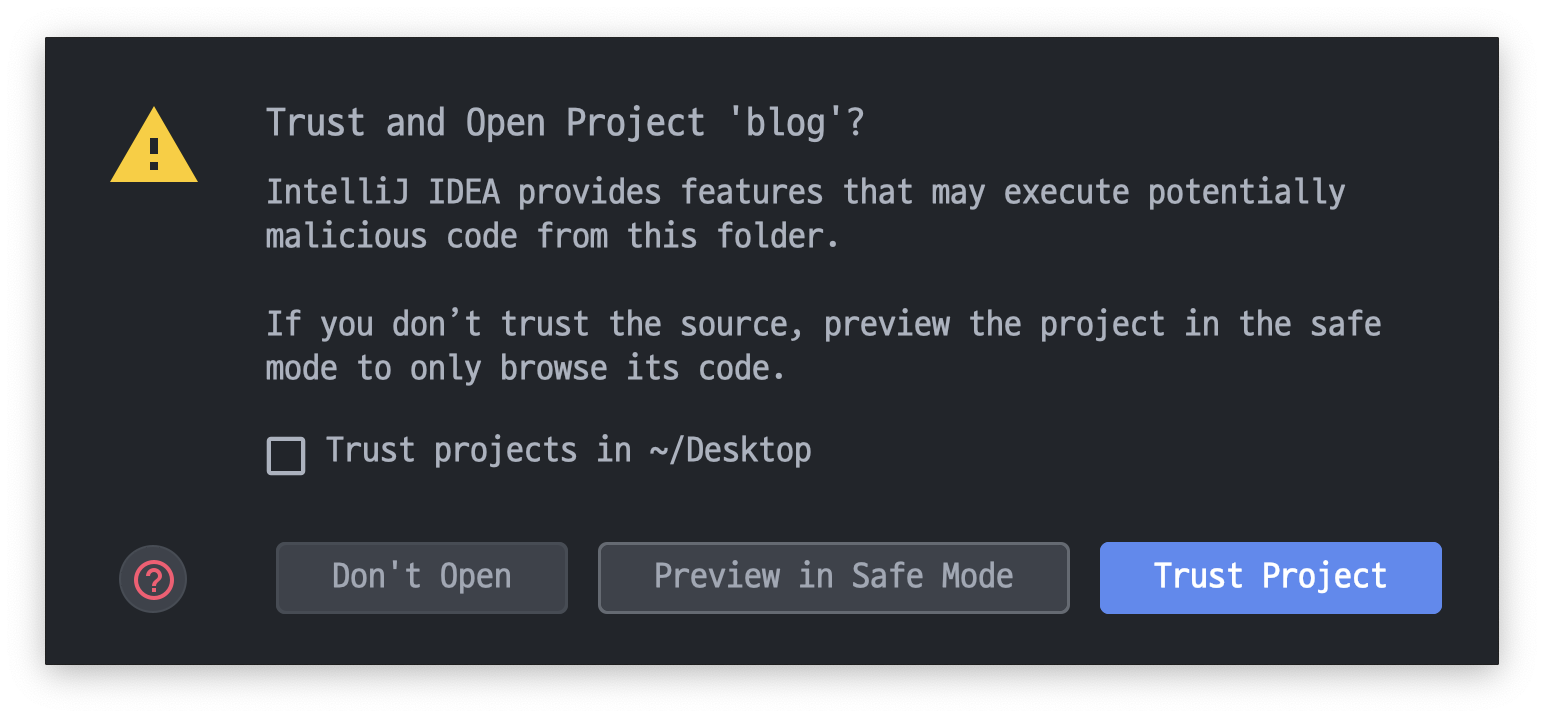 Trust and Open Project 'blog'?
IntelliJ IDEA provides features that may execute potentially
malicious code from this folder.
If you don’t trust the source, preview the project in the safe
mode to only browse its code.
Trust projects in ~/Desktop
Don't Open
Preview in Safe Mode
Trust Project